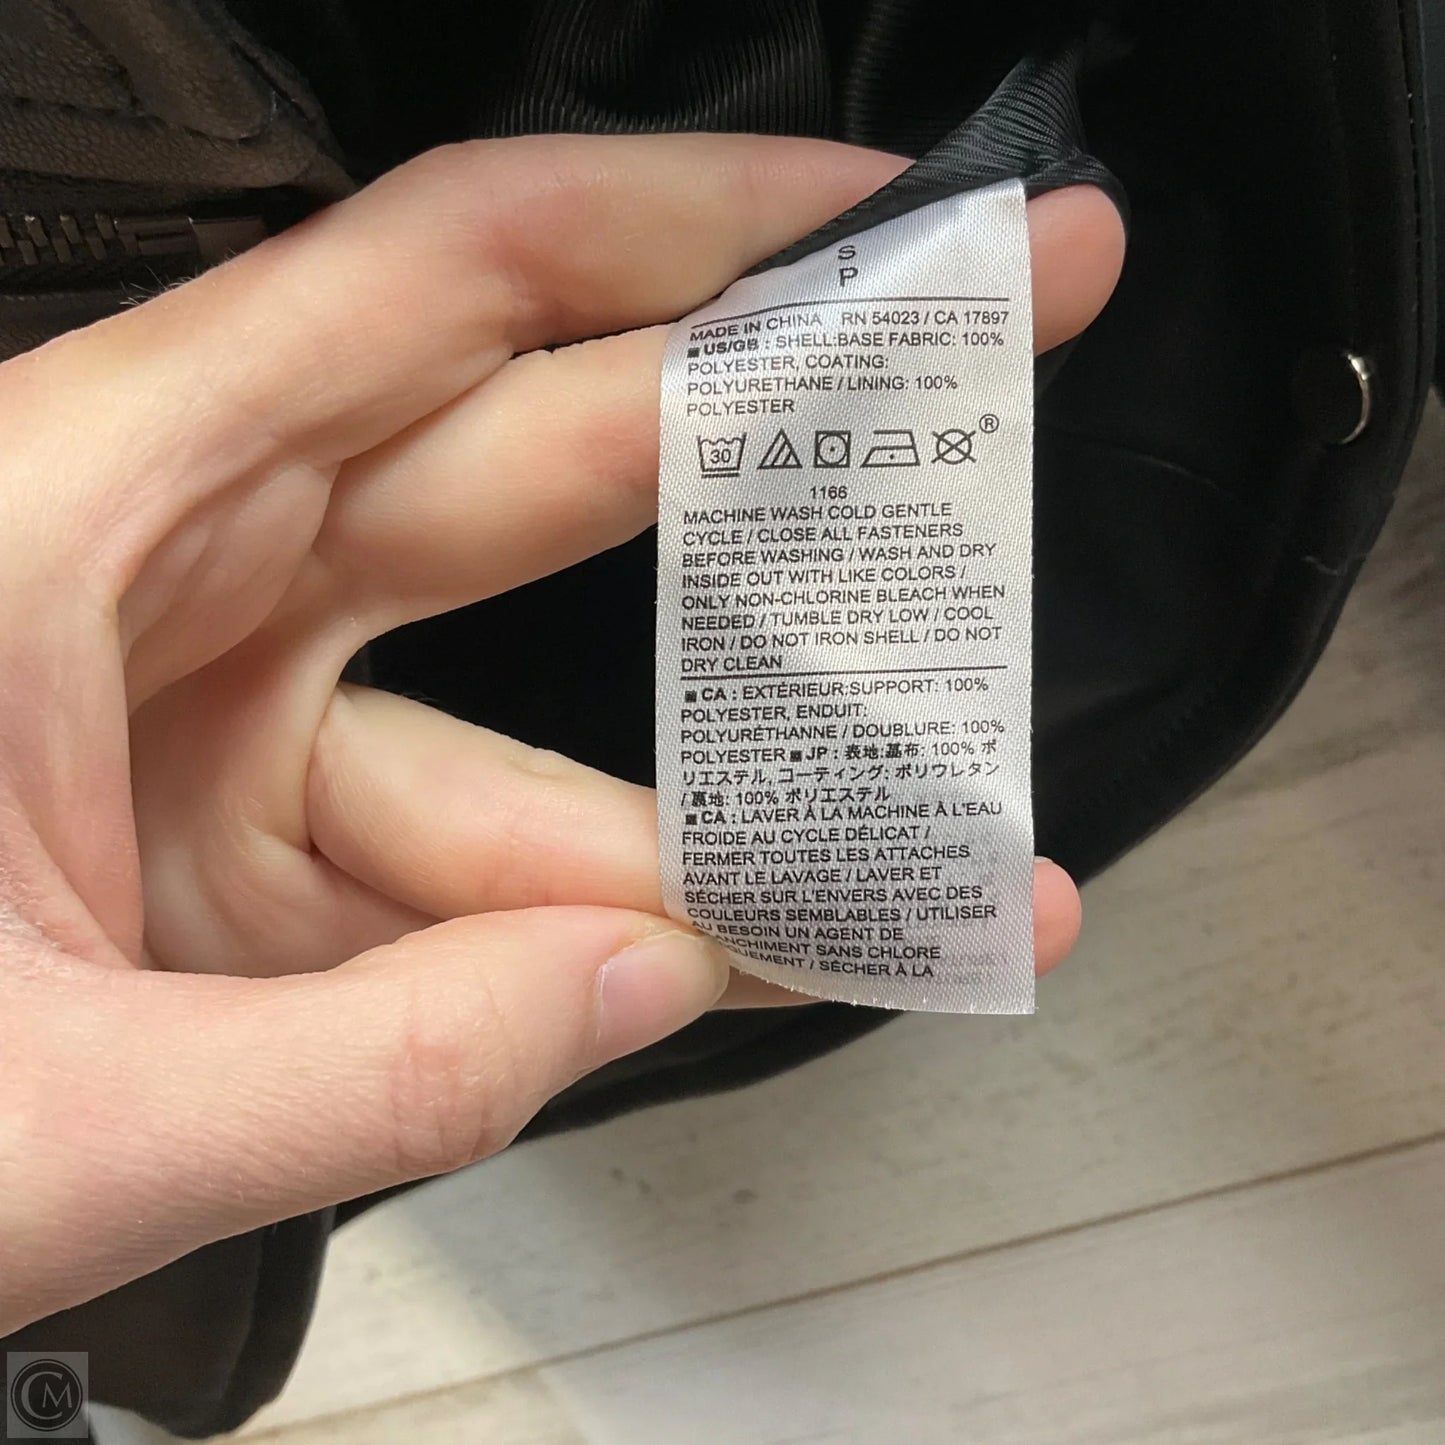 S
P
MADE IN CHINA RN 54023 / CA 17897
■ US/GB : SHELL:BASE FABRIC: 100%
POLYESTER, COATING:
POLYURETHANE / LINING: 100%
POLYESTER
30
®
1166
MACHINE WASH COLD GENTLE
CYCLE / CLOSE ALL FASTENERS
BEFORE WASHING / WASH AND DRY
INSIDE OUT WITH LIKE COLORS /
ONLY NON-CHLORINE BLEACH WHEN
NEEDED / TUMBLE DRY LOW / COOL
IRON / DO NOT IRON SHELL / DO NOT
DRY CLEAN
■ CA : EXTÉRIEUR:SUPPORT: 100%
POLYESTER, ENDUIT:
POLYURÉTHANNE / DOUBLURE: 100%
POLYESTER ■ JP : 表地:基布: 100% ポ
リエステル, コーティング: ポリウレタン
/ 裏地: 100% ポリエステル
■ CA : LAVER À LA MACHINE À L'EAU
FROIDE AU CYCLE DÉLICAT /
FERMER TOUTES LES ATTACHES
AVANT LE LAVAGE / LAVER ET
SÉCHER SUR L'ENVERS AVEC DES
COULEURS SEMBLABLES / UTILISER
AU BESOIN UN AGENT DE
SANS CHLORE
/ SÉCHER À LA
CM